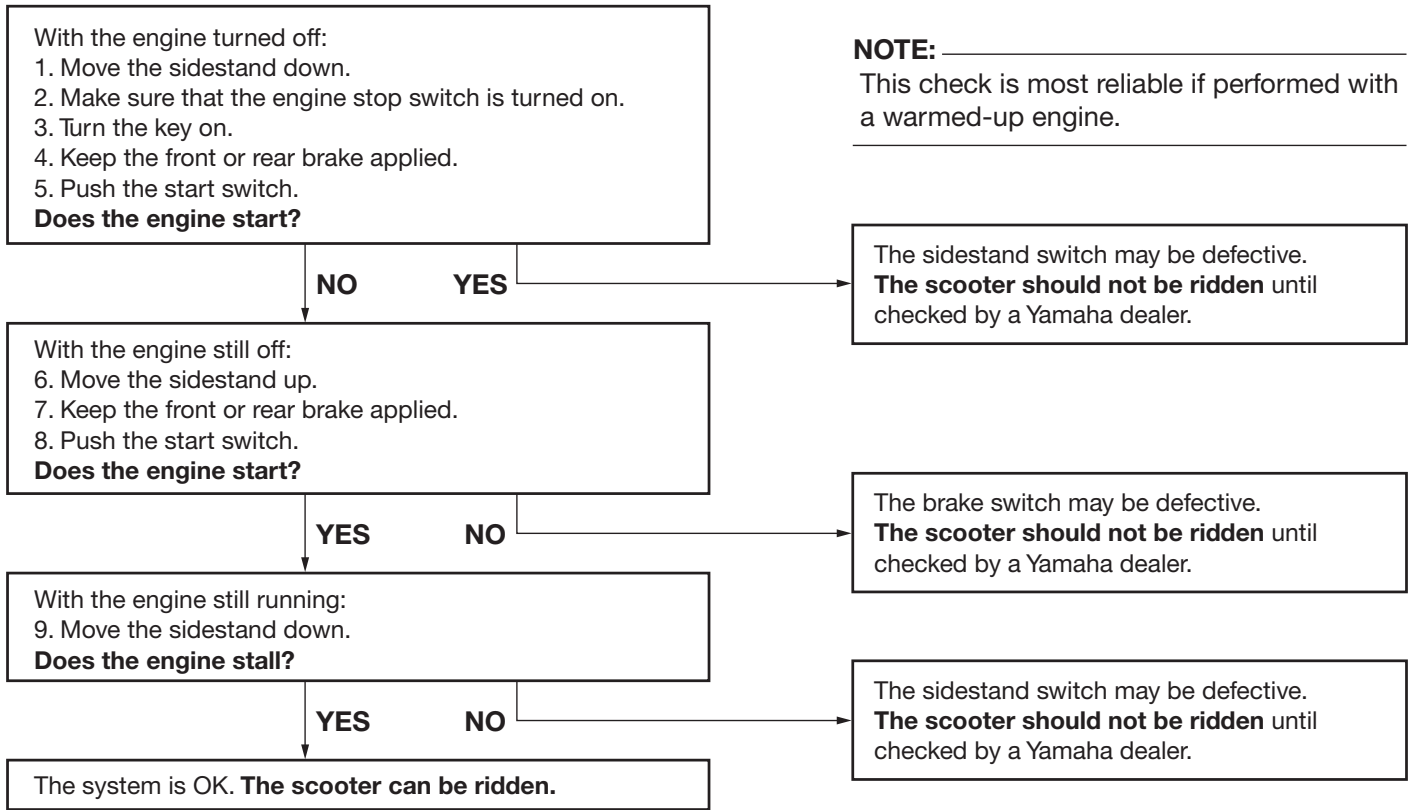 With the engine turned off:
1. Move the sidestand down.
2. Make sure that the engine stop switch is turned on.
3. Turn the key on.
4. Keep the front or rear brake applied.
5. Push the start switch.
Does the engine start?
NOTE:
This check is most reliable if performed with
a warmed-up engine.
NO YES
The sidestand switch may be defective.
The scooter should not be ridden until
checked by a Yamaha dealer.
With the engine still off:
6. Move the sidestand up.
7. Keep the front or rear brake applied.
8. Push the start switch.
Does the engine start?
YES NO
The brake switch may be defective.
The scooter should not be ridden until
checked by a Yamaha dealer.
With the engine still running:
9. Move the sidestand down.
Does the engine stall?
YES NO
The sidestand switch may be defective.
The scooter should not be ridden until
checked by a Yamaha dealer.
The system is OK. The scooter can be ridden.